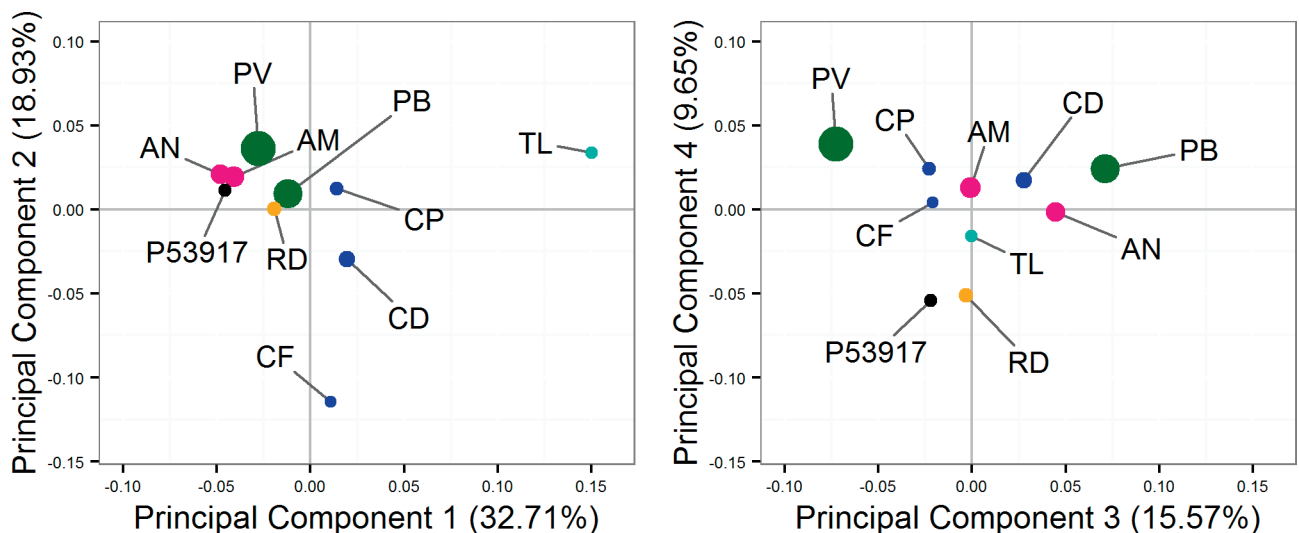 Principal Component 2 (18.93%)
0.10
0.05
0.00
-0.05
-0.10
-0.15
PV
PB
AN
AM
TL
P53917
RD
CP
CD
CF
-0.10
-0.05
0.00
0.05
0.10
0.15
Principal Component 1 (32.71%)
Principal Component 4 (9.65%)
0.10
0.05
0.00
-0.05
-0.10
-0.15
PV
CP
AM
CD
PB
CF
TL
AN
P53917
RD
-0.10
-0.05
0.00
0.05
0.10
0.15
Principal Component 3 (15.57%)